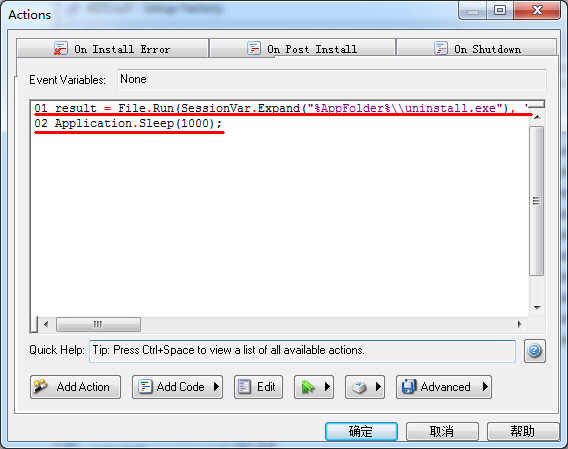 Actions
On Install Error
On Post Install
On Shutdown
Event Variables:
None
01 result = File.Run(SessionVar.Expand("%AppFolder%\\uninstall.exe"), "
02 Application.Sleep(1000);
Quick Help:
Tip: Press Ctrl+Space to view a list of all available actions.
Add Action
Add Code
Edit
Advanced
确定
取消
帮助